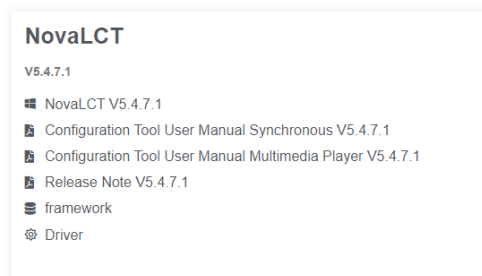 NovaLCT
V5.4.7.1
NovaLCT V5.4.7.1
Configuration Tool User Manual Synchronous V5.4.7.1
Configuration Tool User Manual Multimedia Player V5.4.7.1
Release Note V5.4.7.1
framework
Driver